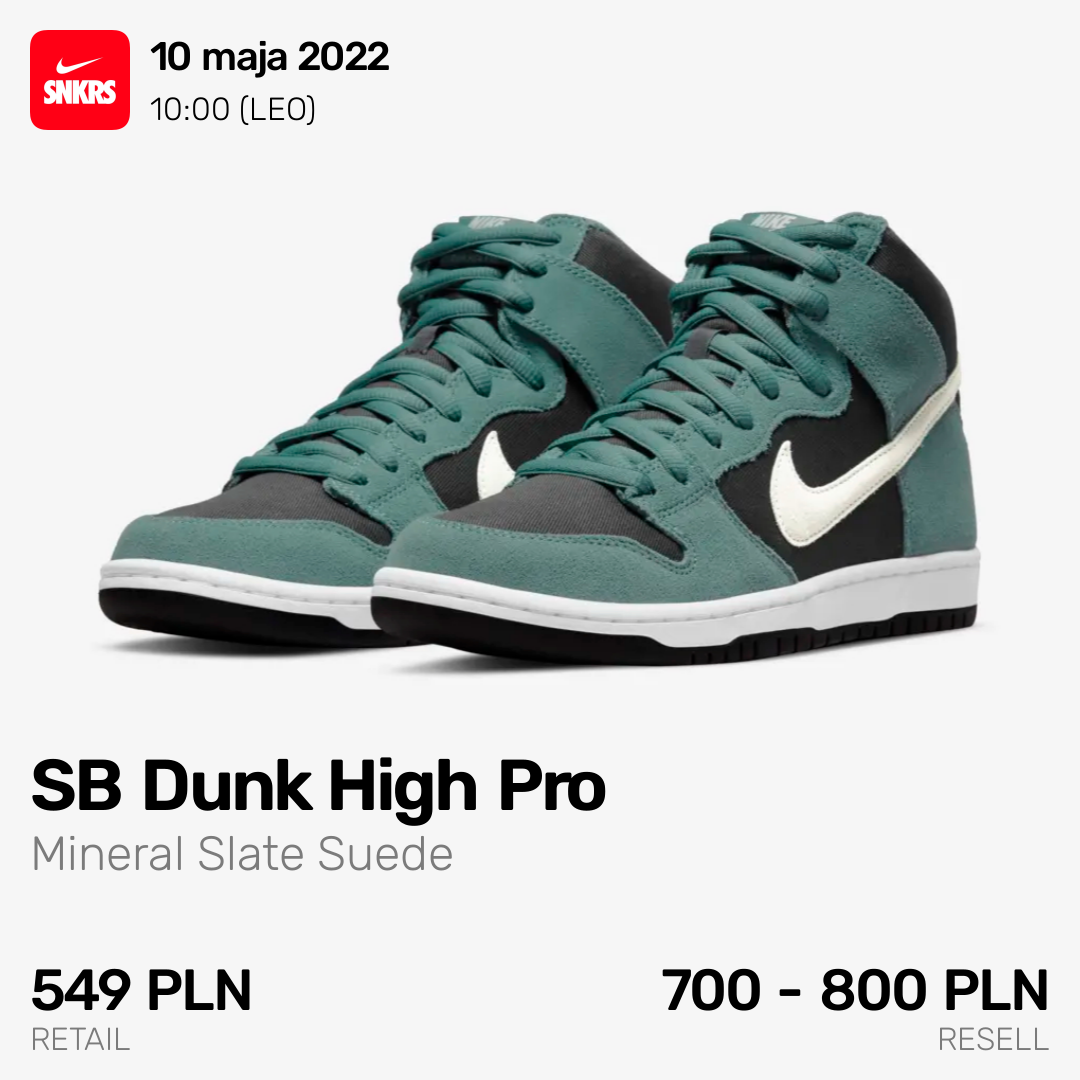 SNKRS
10 maja 2022
10:00 (LEO)
NIKE
NIKE
SB Dunk High Pro
Mineral Slate Suede
549 PLN
RETAIL
700 - 800 PLN
RESELL